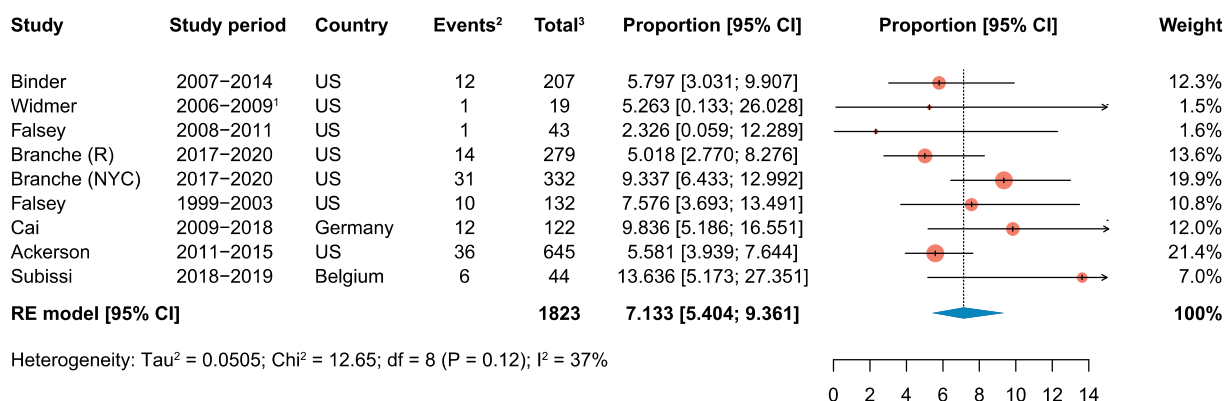 Study Study period Country Events² Total³ Proportion [95% CI] Proportion [95% CI] Weight
Binder 2007−2014 US 12 207 5.797 [3.031; 9.907] 12.3%
Widmer 2006−2009¹ US 1 19 5.263 [0.133; 26.028] 1.5%
Falsey 2008−2011 US 1 43 2.326 [0.059; 12.289] 1.6%
Branche (R) 2017−2020 US 14 279 5.018 [2.770; 8.276] 13.6%
Branche (NYC) 2017−2020 US 31 332 9.337 [6.433; 12.992] 19.9%
Falsey 1999−2003 US 10 132 7.576 [3.693; 13.491] 10.8%
Cai 2009−2018 Germany 12 122 9.836 [5.186; 16.551] 12.0%
Ackerson 2011−2015 US 36 645 5.581 [3.939; 7.644] 21.4%
Subissi 2018−2019 Belgium 6 44 13.636 [5.173; 27.351] 7.0%
RE model [95% CI] 1823 7.133 [5.404; 9.361] 100%
Heterogeneity: Tau² = 0.0505; Chi² = 12.65; df = 8 (P = 0.12); I² = 37%
0 2 4 6 8 10 12 14